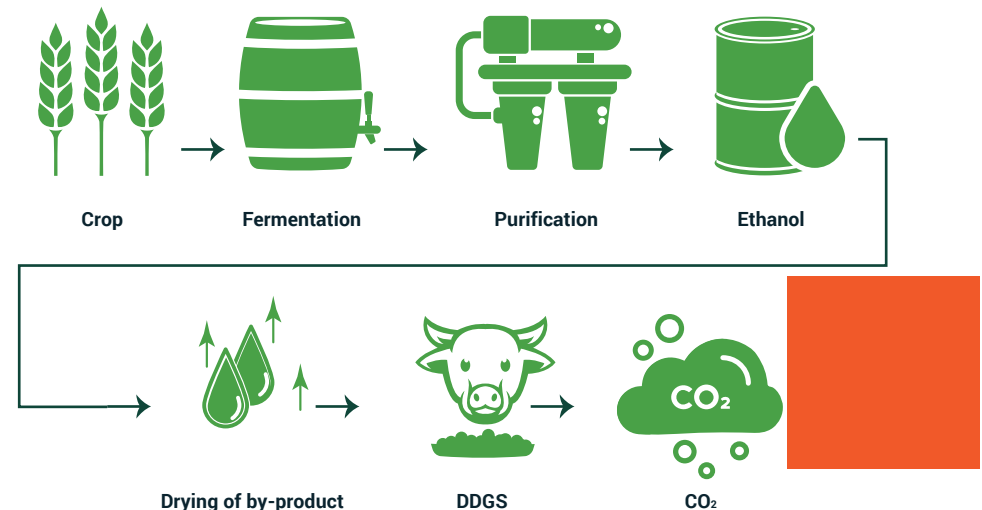 Crop
Fermentation
Purification
Ethanol
CO₂
Drying of by-product
DDGS
CO₂